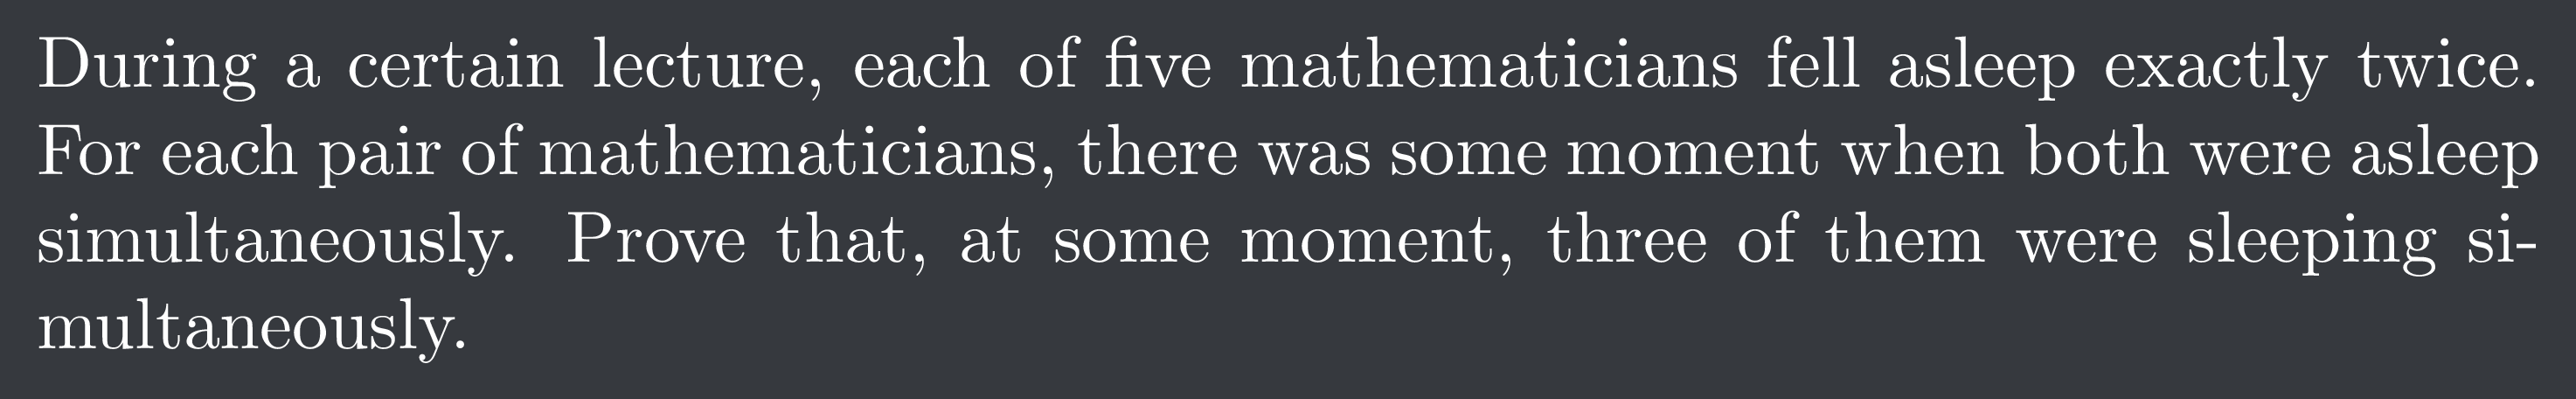 During a certain lecture, each of five mathematicians fell asleep exactly twice.
For each pair of mathematicians, there was some moment when both were asleep
simultaneously. Prove that, at some moment, three of them were sleeping si-
multaneously.